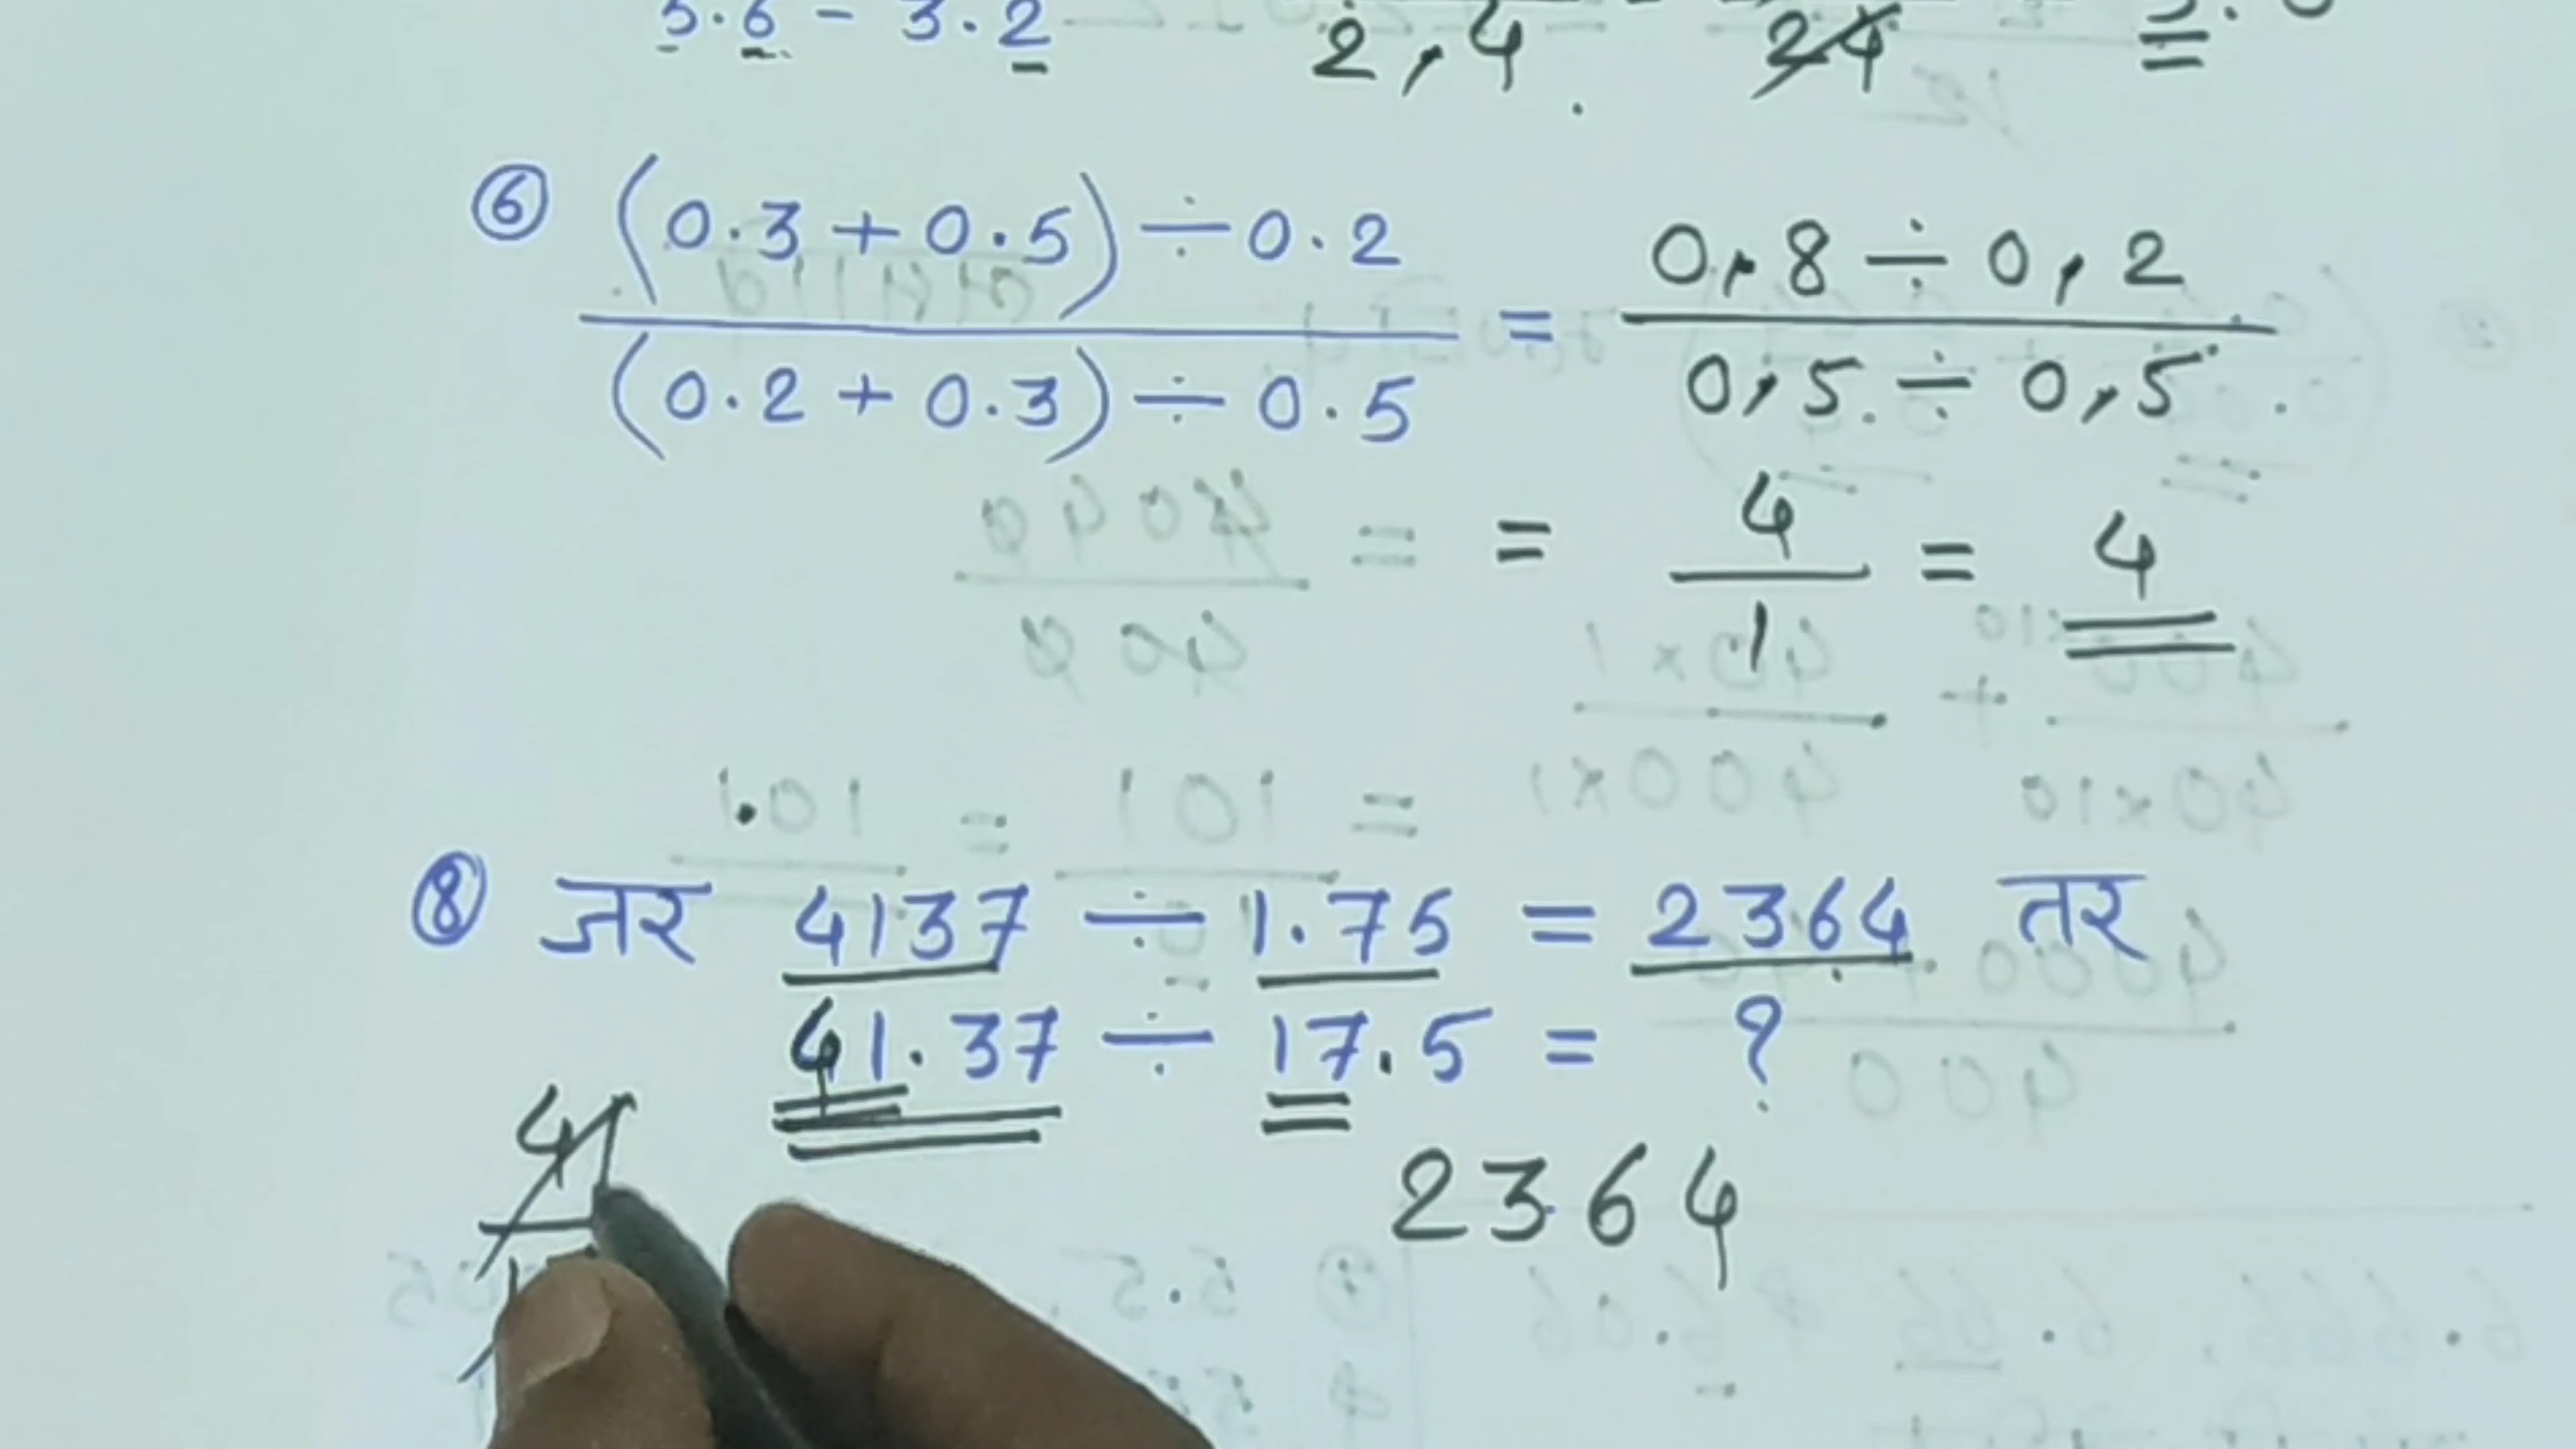 5.6 - 3.2 2,4 24
⑥ (0.3 + 0.5) ÷ 0.2 / (0.2 + 0.3) ÷ 0.5 = 0,8 ÷ 0,2 / 0,5 ÷ 0,5
= 4/1 = 4
⑧ जर 4137 ÷ 1.75 = 2364 तर
41.37 ÷ 17.5 = ?
41
2364